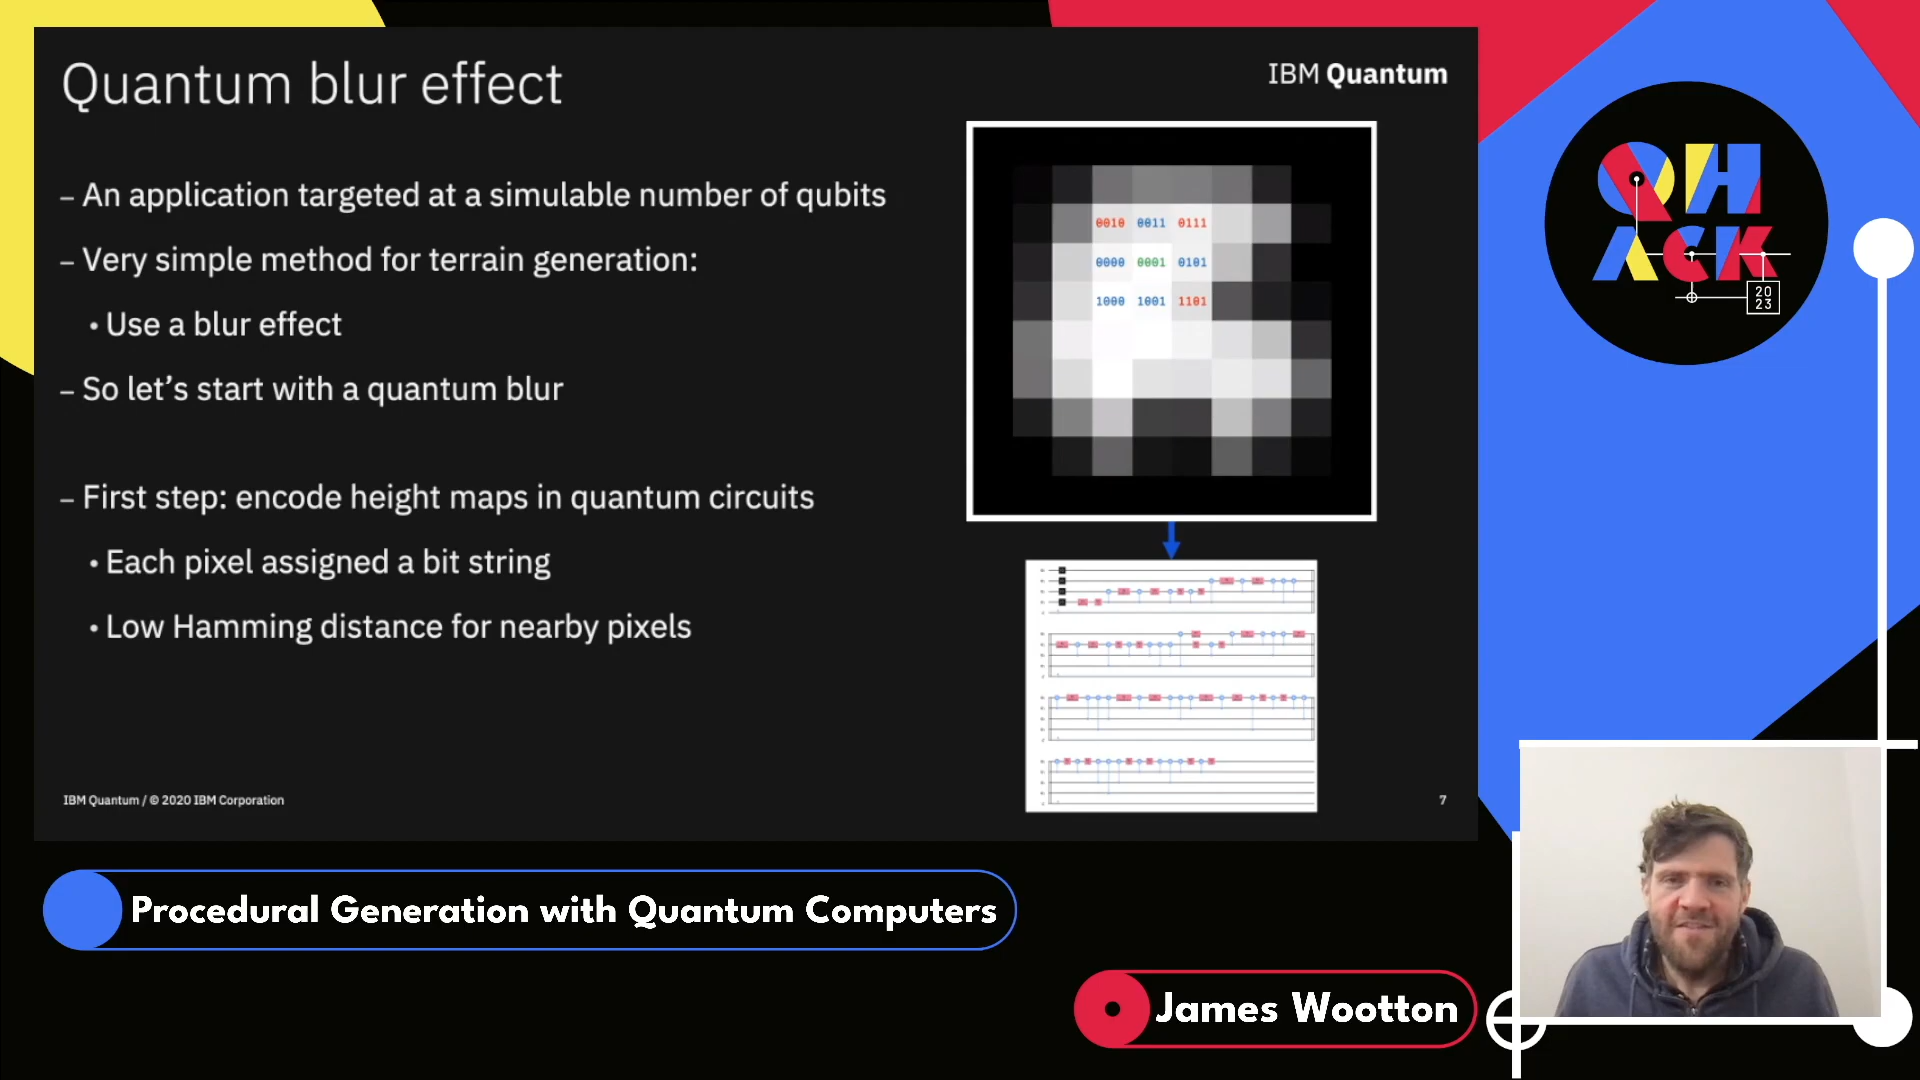 Quantum blur effect
IBM Quantum
– An application targeted at a simulable number of qubits
– Very simple method for terrain generation:
• Use a blur effect
– So let’s start with a quantum blur
– First step: encode height maps in quantum circuits
• Each pixel assigned a bit string
• Low Hamming distance for nearby pixels
0010 0011 0111
0000 0001 0101
1000 1001 1101
IBM Quantum / © 2020 IBM Corporation
7
QH
ACK
20
23
Procedural Generation with Quantum Computers
James Wootton